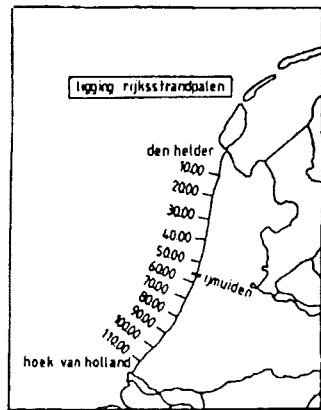 ligging rijksstrandpalen
den helder
10.00
20.00
30.00
40.00
50.00
60.00
ijmuiden
70.00
80.00
90.00
100.00
110.00
hoek van holland